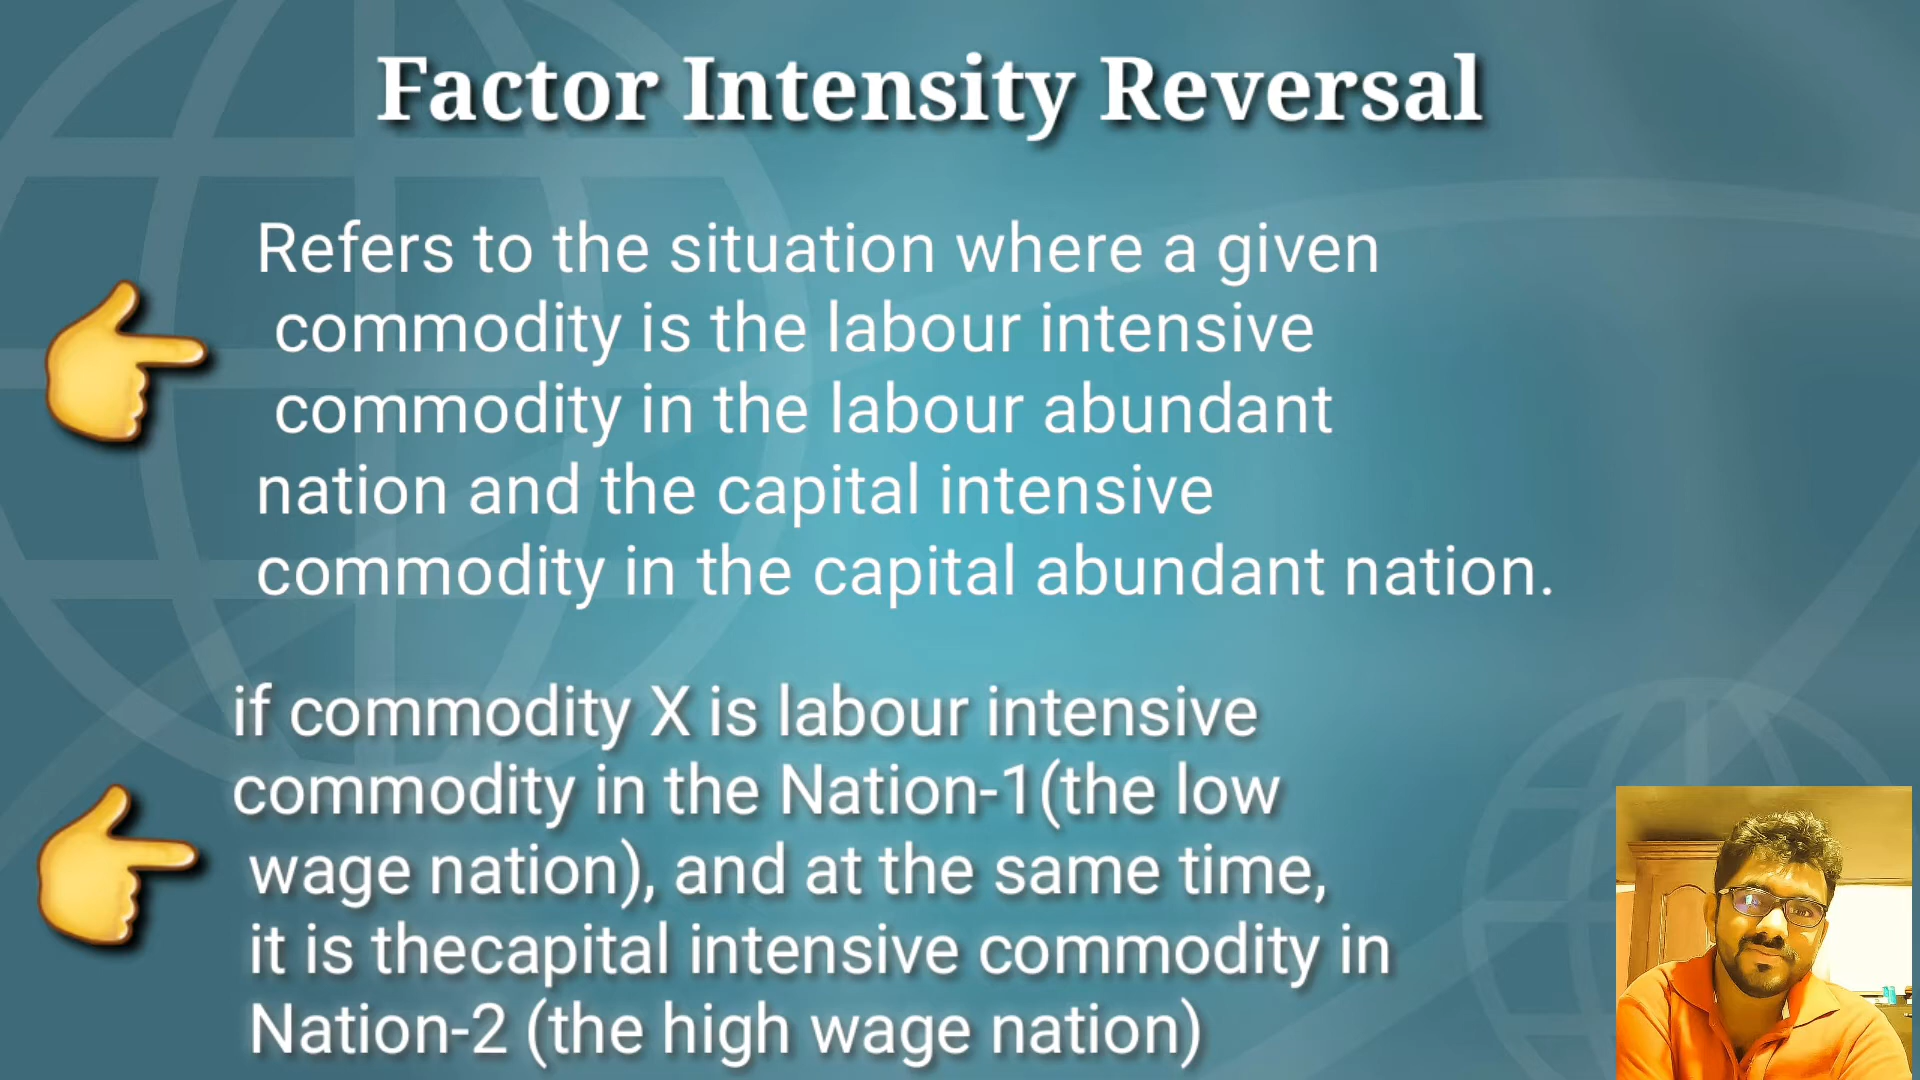 Factor Intensity Reversal
Refers to the situation where a given
commodity is the labour intensive
commodity in the labour abundant
nation and the capital intensive
commodity in the capital abundant nation.
if commodity X is labour intensive
commodity in the Nation-1(the low
wage nation), and at the same time,
it is thecapital intensive commodity in
Nation-2 (the high wage nation)